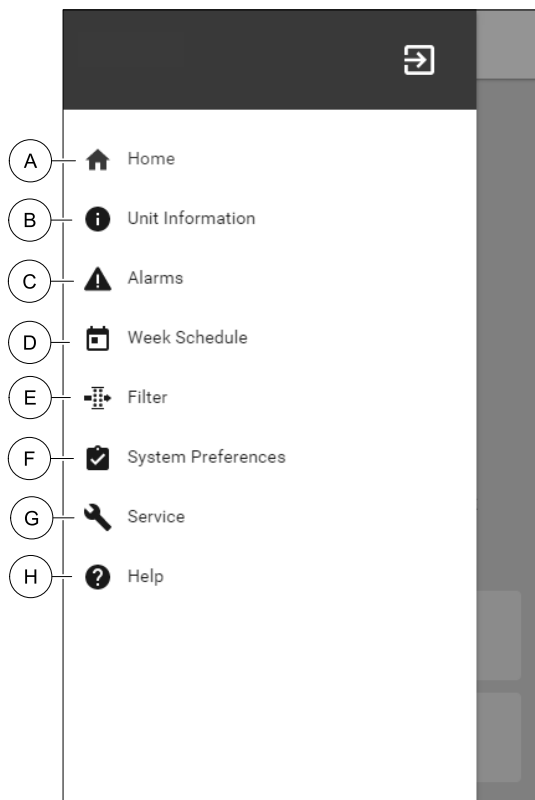 A Home
B Unit Information
C Alarms
D Week Schedule
E Filter
F System Preferences
G Service
H Help